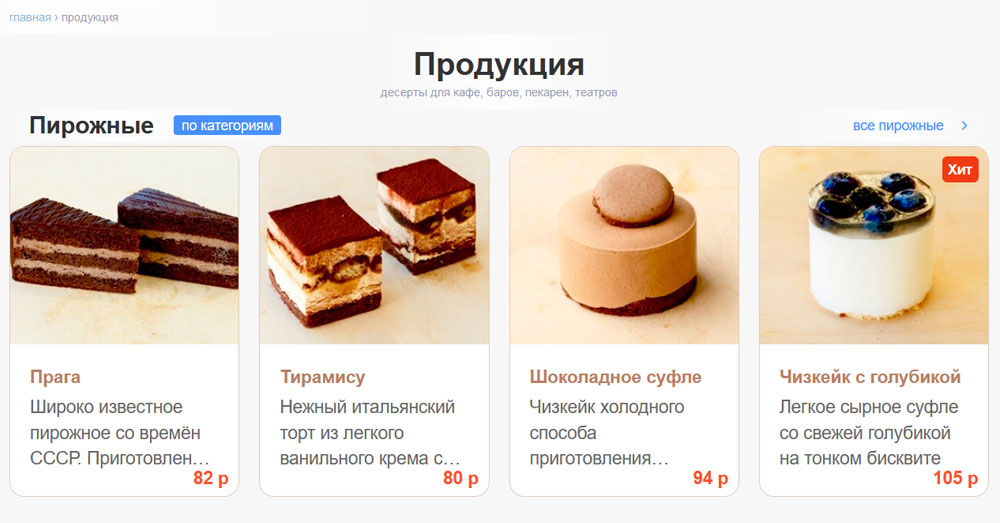 главная › продукция
Продукция
десерты для кафе, баров, пекарен, театров
Пирожные по категориям все пирожные ›
Хит
Прага
Широко известное
пирожное со времён
СССР. Приготовлен...
82 р
Тирамису
Нежный итальянский
торт из легкого
ванильного крема с...
80 р
Шоколадное суфле
Чизкейк холодного
способа
приготовления...
94 р
Чизкейк с голубикой
Легкое сырное суфле
со свежей голубикой
на тонком бисквите
105 р